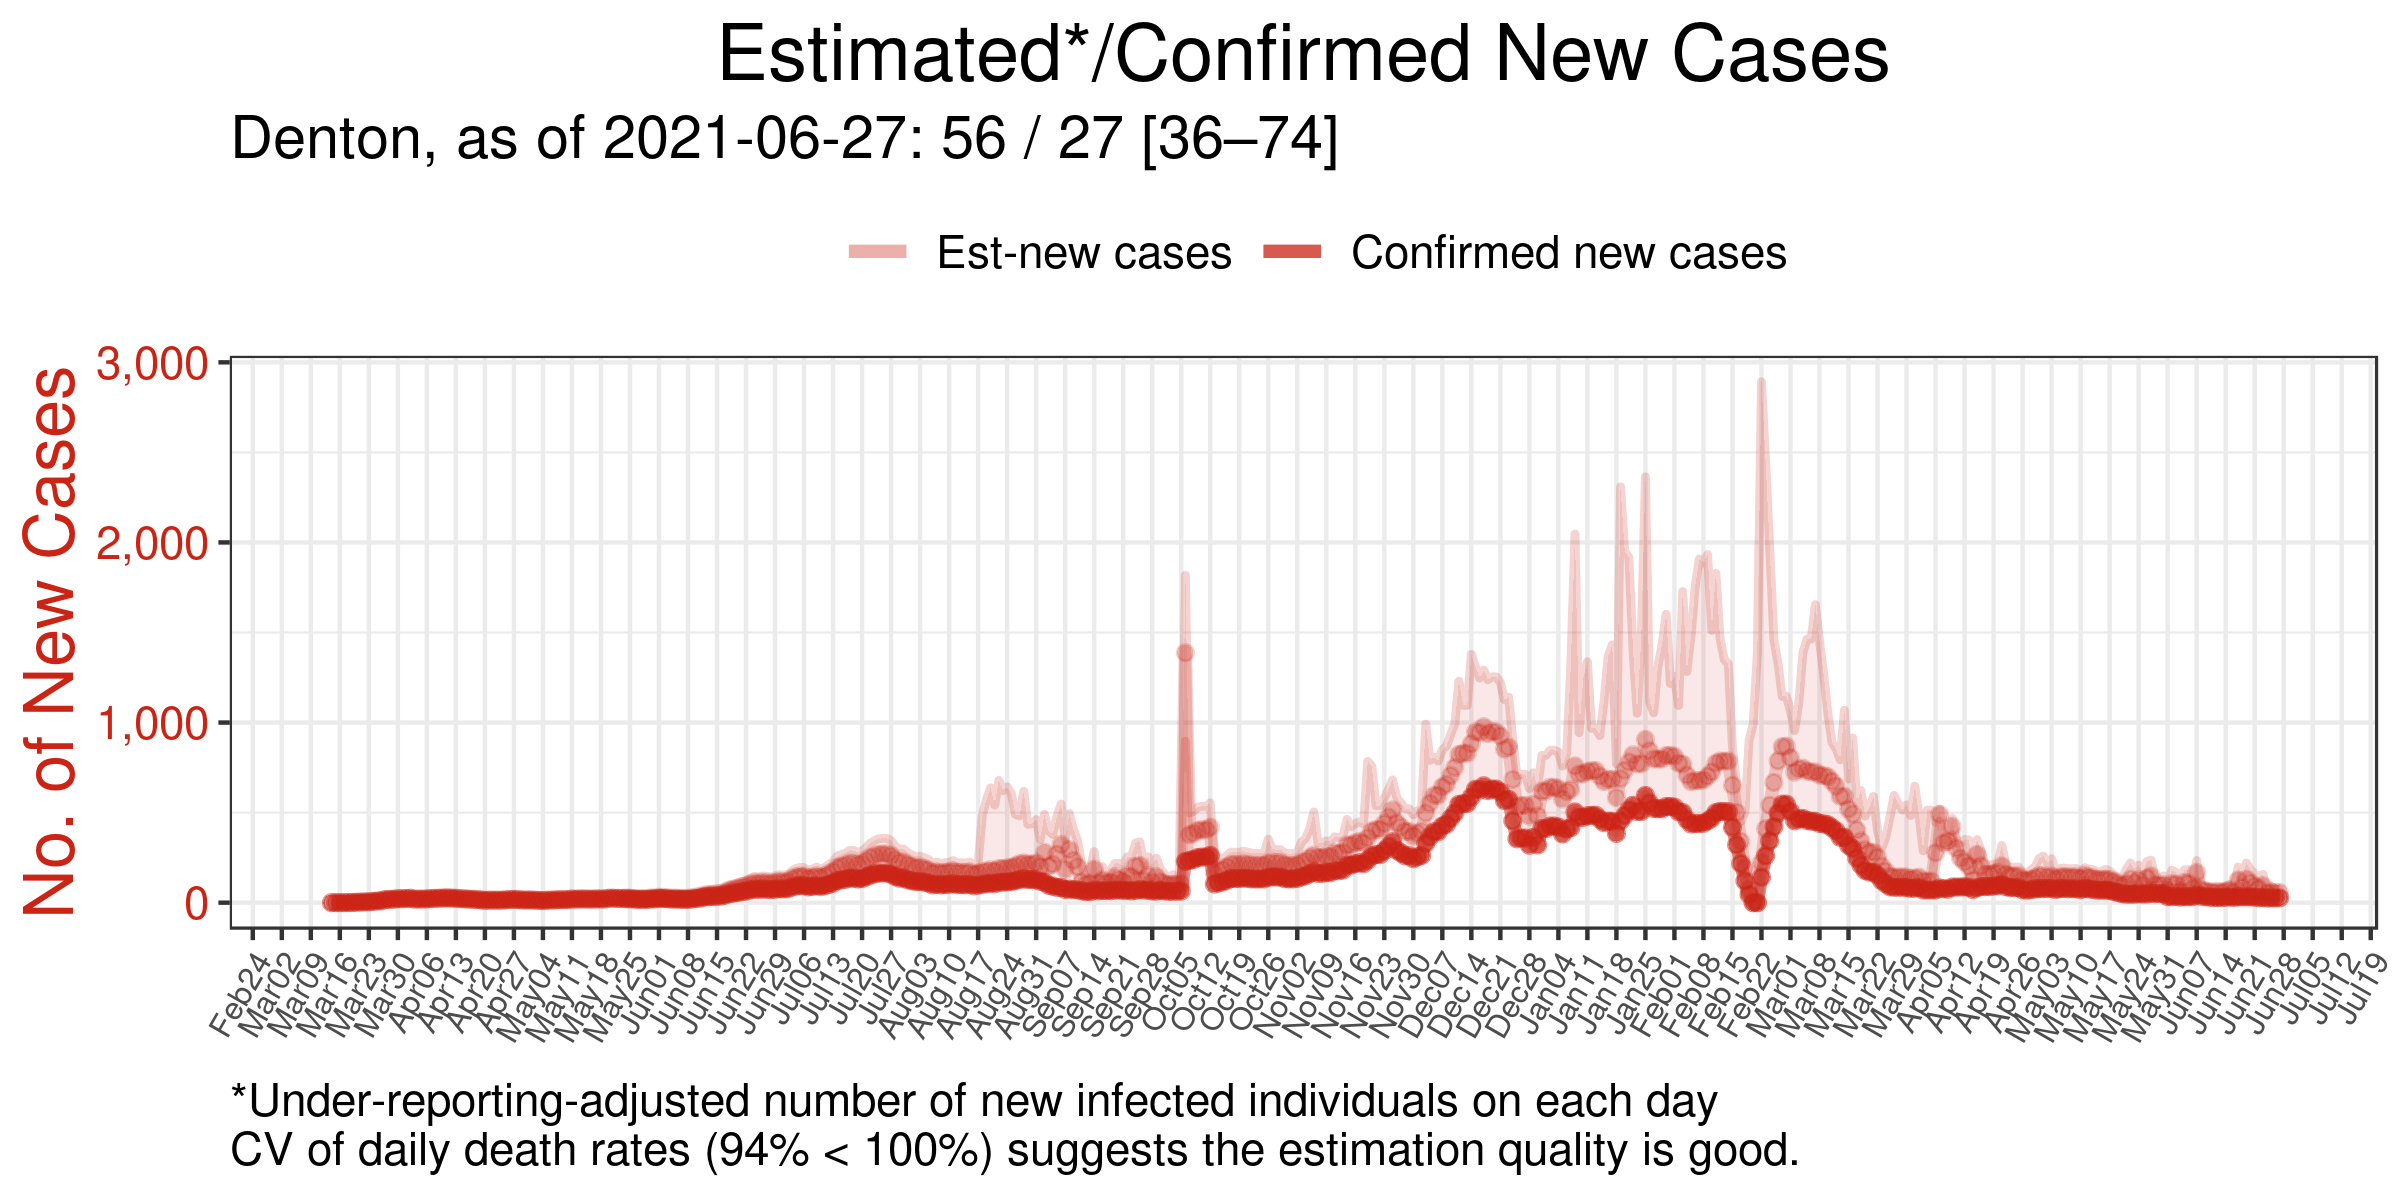 Estimated*/Confirmed New Cases
Denton, as of 2021-06-27: 56 / 27 [36–74]
Est-new cases Confirmed new cases
No. of New Cases
3,000
2,000
1,000
0
Feb24 Mar02 Mar09 Mar16 Mar23 Mar30 Apr06 Apr13 Apr20 Apr27 May04 May11 May18 May25 Jun01 Jun08 Jun15 Jun22 Jun29 Jul06 Jul13 Jul20 Jul27 Aug03 Aug10 Aug17 Aug24 Aug31 Sep07 Sep14 Sep21 Sep28 Oct05 Oct12 Oct19 Oct26 Nov02 Nov09 Nov16 Nov23 Nov30 Dec07 Dec14 Dec21 Dec28 Jan04 Jan11 Jan18 Jan25 Feb01 Feb08 Feb15 Feb22 Mar01 Mar08 Mar15 Mar22 Mar29 Apr05 Apr12 Apr19 Apr26 May03 May10 May17 May24 May31 Jun07 Jun14 Jun21 Jun28 Jul05 Jul12 Jul19
*Under-reporting-adjusted number of new infected individuals on each day
CV of daily death rates (94% < 100%) suggests the estimation quality is good.